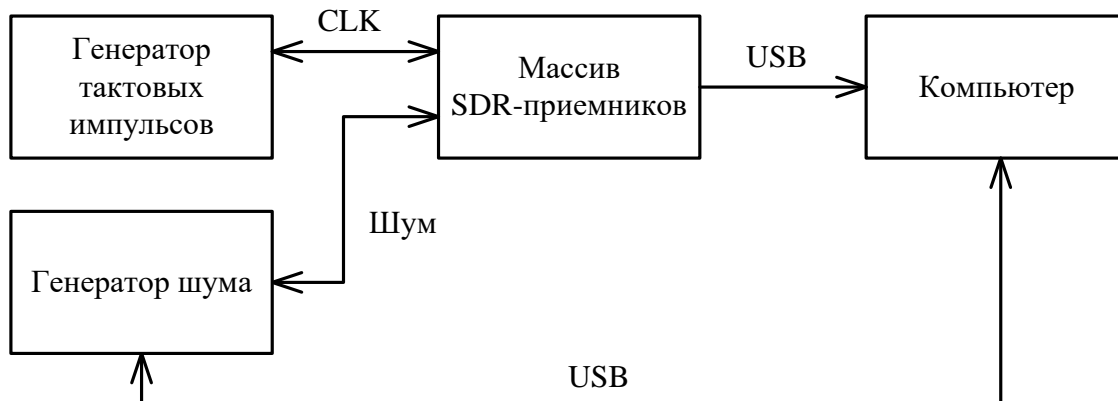 CLK
Генератор
тактовых
импульсов
Массив
SDR-приемников
USB
Компьютер
Шум
Генератор шума
USB